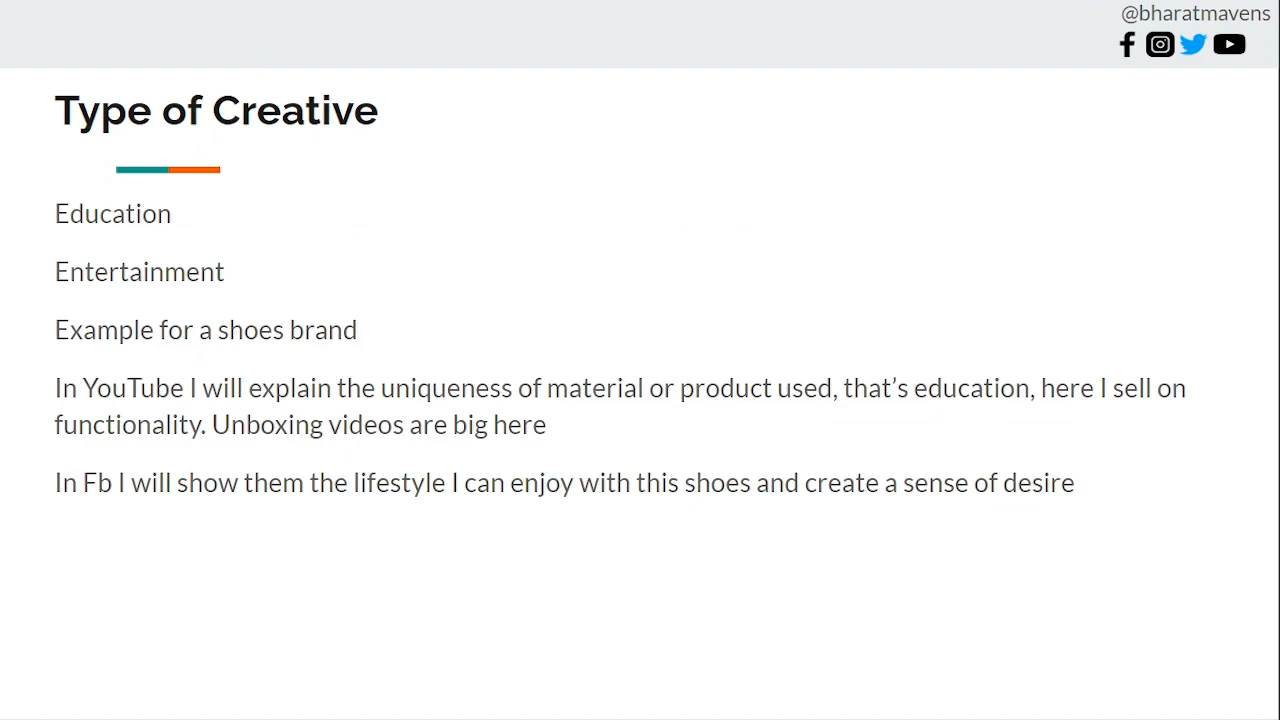 @bharatmavens
Type of Creative
Education
Entertainment
Example for a shoes brand
In YouTube I will explain the uniqueness of material or product used, that’s education, here I sell on
functionality. Unboxing videos are big here
In Fb I will show them the lifestyle I can enjoy with this shoes and create a sense of desire